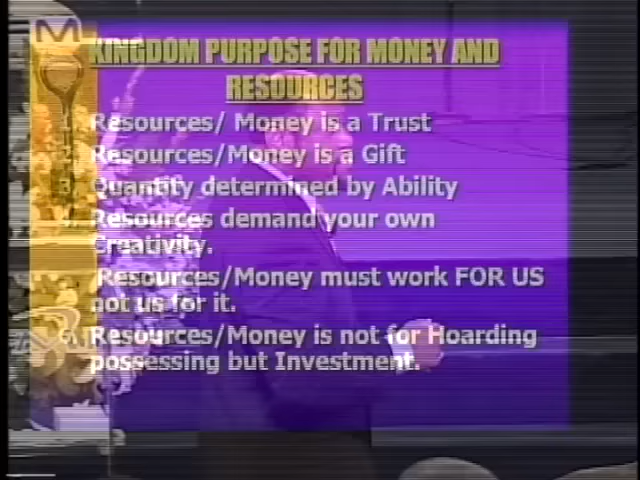 M
KINGDOM PURPOSE FOR MONEY AND
RESOURCES
1. Resources/ Money is a Trust
2. Resources/Money is a Gift
3. Quantity determined by Ability
4. Resources demand your own
Creativity.
Resources/Money must work FOR US
not us for it.
6. Resources/Money is not for Hoarding
possessing but Investment.